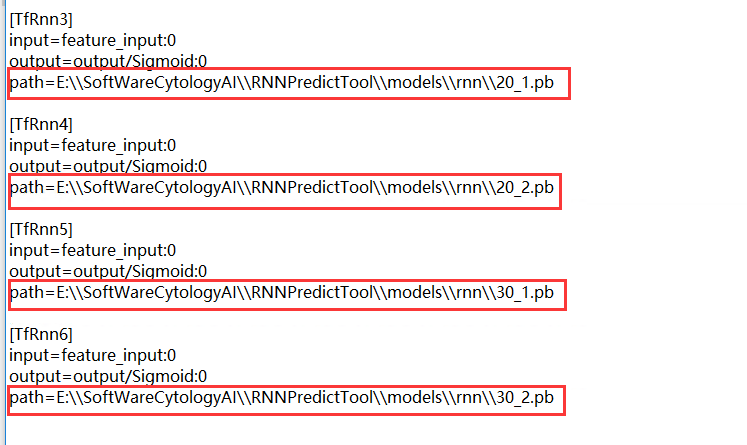 [TfRnn3]
input=feature_input:0
output=output/Sigmoid:0
path=E:\\SoftWareCytologyAI\\RNNPredictTool\\models\\rnn\\20_1.pb
[TfRnn4]
input=feature_input:0
output=output/Sigmoid:0
path=E:\\SoftWareCytologyAI\\RNNPredictTool\\models\\rnn\\20_2.pb
[TfRnn5]
input=feature_input:0
output=output/Sigmoid:0
path=E:\\SoftWareCytologyAI\\RNNPredictTool\\models\\rnn\\30_1.pb
[TfRnn6]
input=feature_input:0
output=output/Sigmoid:0
path=E:\\SoftWareCytologyAI\\RNNPredictTool\\models\\rnn\\30_2.pb